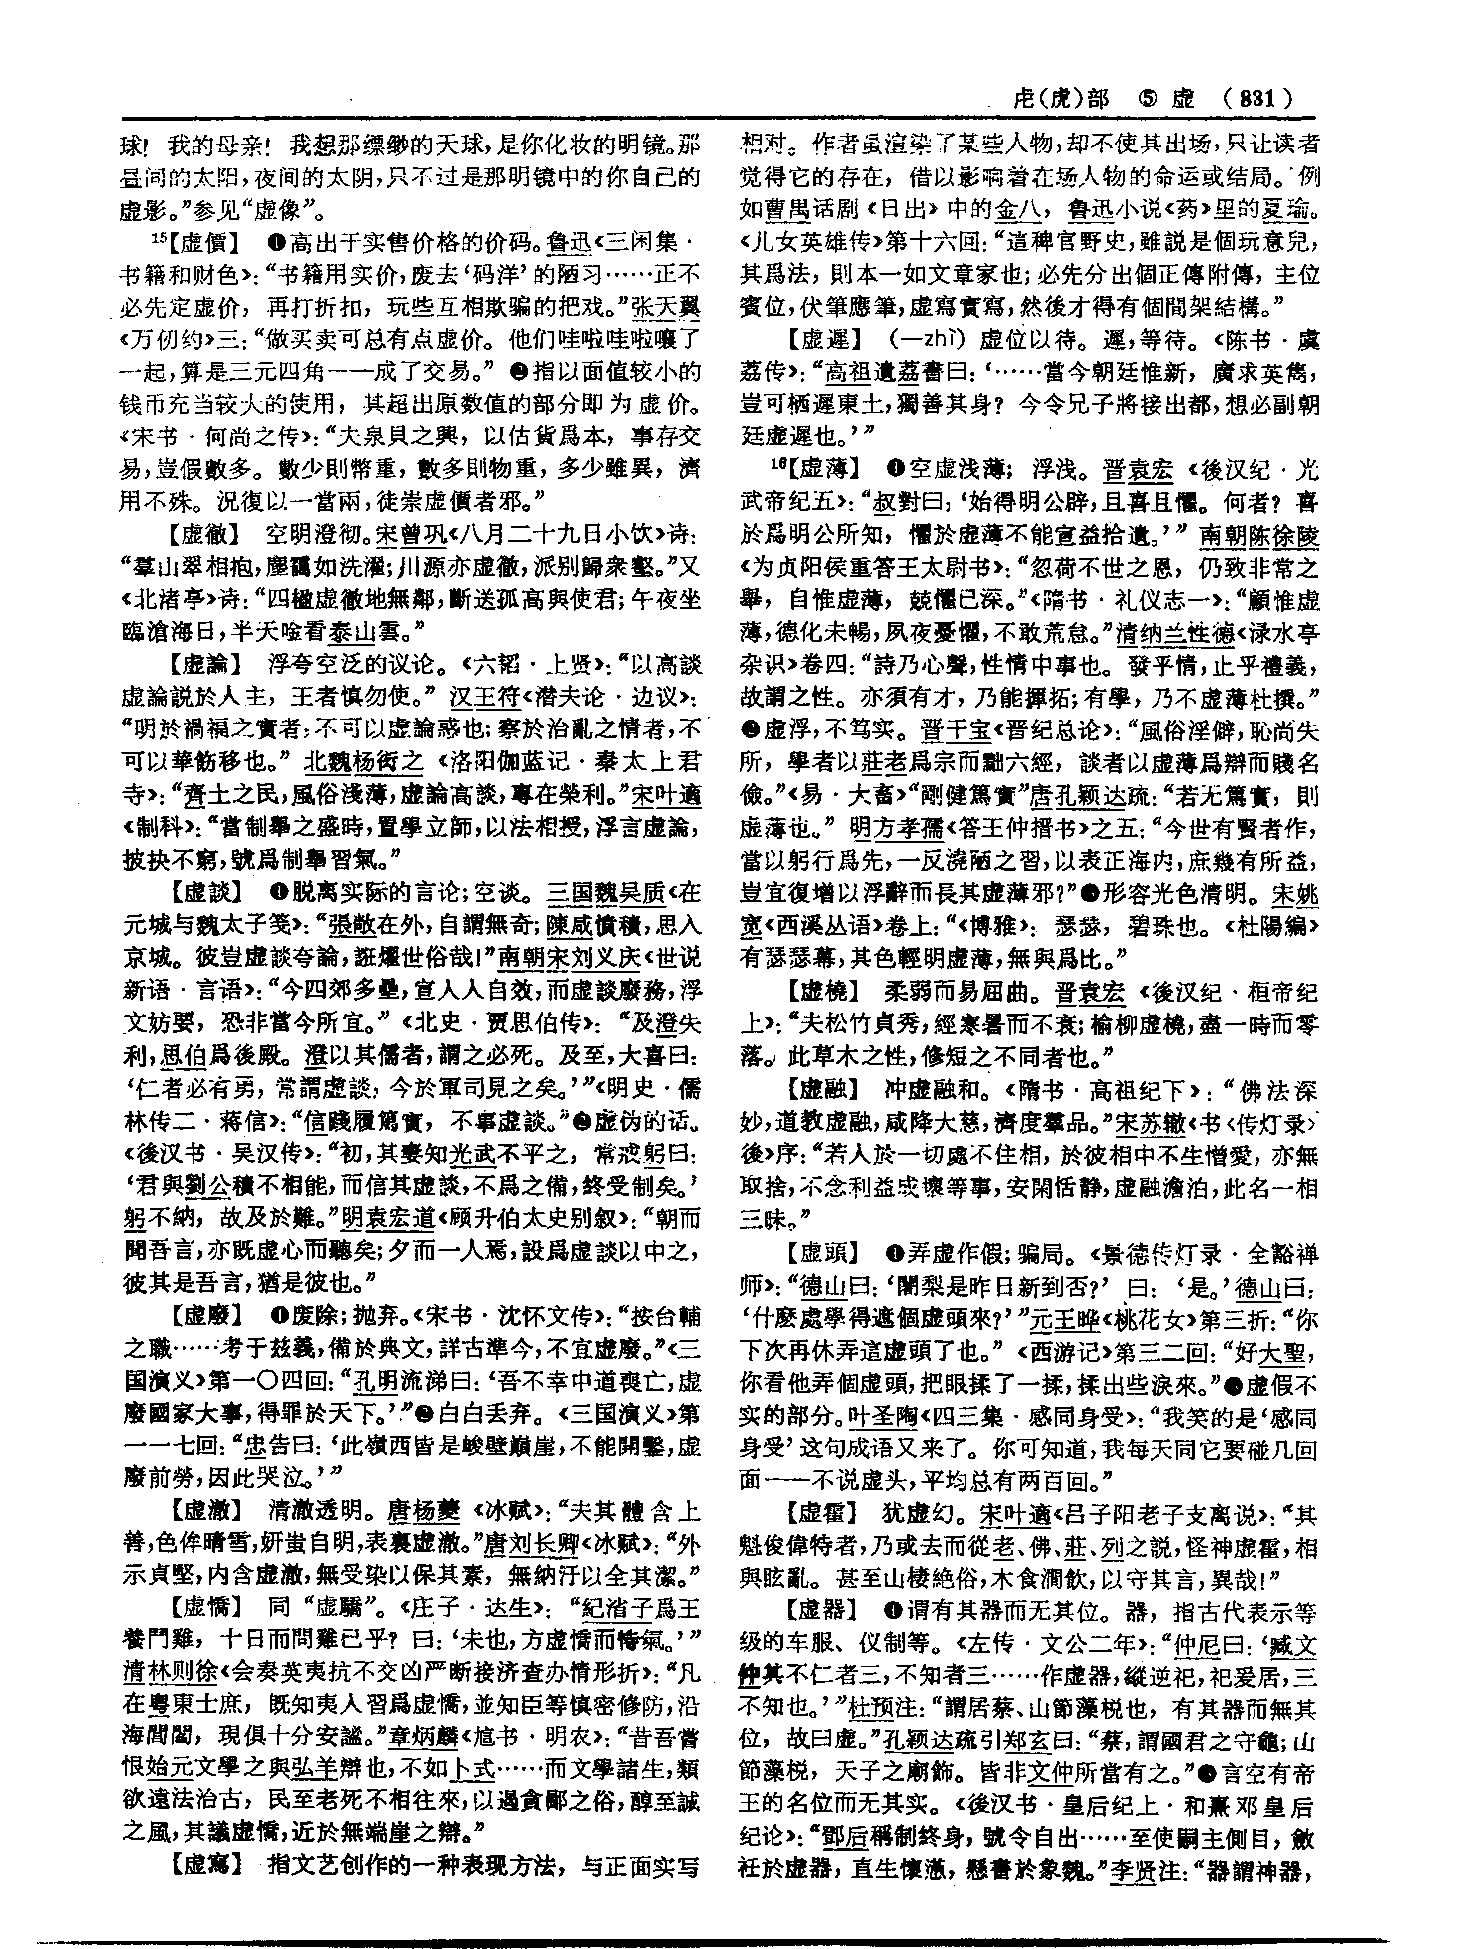 虍(虎)部　⑤ 虚 （831）
球！我的母亲！我想那缥缈的天球，是你化妆的明镜。那
昼间的太阳，夜间的太阴，只不过是那明镜中的你自己的
虚影。”参见“虚像”。
15【虚價】　❶高出于实售价格的价码。鲁迅《三闲集·
书籍和财色》：“书籍用实价，废去‘码洋’的陋习……正不
必先定虚价，再打折扣，玩些互相欺骗的把戏。”张天翼
《万仞约》三：“做买卖可总有点虚价。他们哇啦哇啦嚷了
一起，算是三元四角——成了交易。”❷指以面值较小的
钱币充当较大的使用，其超出原数值的部分即为虚价。
《宋书·何尚之传》：“夫泉貝之興，以估貨爲本，事存交
易，豈假數多。數少則幣重，數多則物重，多少雖異，濟
用不殊。況復以一當兩，徒崇虚價者邪。”
【虚徹】　空明澄彻。宋曾巩《八月二十九日小饮》诗：
“羣山翠相抱，塵靄如洗濯；川源亦虚徹，派别歸衆壑。”又
《北渚亭》诗：“四楹虚徹地無鄰，斷送孤高與使君；午夜坐
臨滄海日，半天吟看泰山雲。”
【虚論】　浮夸空泛的议论。《六韬·上贤》：“以高談
虚論説於人主，王者慎勿使。”汉王符《潜夫论·边议》：
“明於禍福之實者，不可以虚論惑也；察於治亂之情者，不
可以華飭移也。”北魏杨衒之《洛阳伽蓝记·秦太上君
寺》：“齊土之民，風俗淺薄，虚論高談，專在榮利。”宋叶適
《制科》：“當制舉之盛時，置學立師，以法相授，浮言虚論，
披抉不窮，號爲制舉習氣。”
【虚談】　❶脱离实际的言论；空谈。三国魏吴质《在
元城与魏太子笺》：“張敞在外，自謂無奇；陳咸憤積，思入
京城。彼豈虚談夸論，誑燿世俗哉！”南朝宋刘义庆《世说
新语·言语》：“今四郊多壘，宜人人自效，而虚談廢務，浮
文妨要，恐非當今所宜。”《北史·贾思伯传》：“及澄失
利，思伯爲後殿。澄以其儒者，謂之必死。及至，大喜曰：
‘仁者必有勇，常謂虚談，今於軍司見之矣。’”《明史·儒
林传二·蒋信》：“信踐履篤實，不事虚談。”❷虚伪的话。
《後汉书·吴汉传》：“初，其妻知光武不平之，常戒躬曰：
‘君與劉公積不相能，而信其虚談，不爲之備，終受制矣。’
躬不納，故及於難。”明袁宏道《顾升伯太史别叙》：“朝而
聞吾言，亦既虚心而聽矣；夕而一人焉，設爲虚談以中之，
彼其是吾言，猶是彼也。”
【虚廢】　❶废除；抛弃。《宋书·沈怀文传》：“按台輔
之職……考于兹義，備於典文，詳古準今，不宜虚廢。”《三
国演义》第一〇四回：“孔明流涕曰：‘吾不幸中道喪亡，虚
廢國家大事，得罪於天下。’”❷白白丢弃。《三国演义》第
一一七回：“忠告曰：‘此嶺西皆是峻壁巔崖，不能開鑿，虚
廢前勞，因此哭泣。’”
【虚澈】　清澈透明。唐杨夔《冰赋》：“夫其體含上
善，色侔晴雪，妍蚩自明，表裏虚澈。”唐刘长卿《冰赋》：“外
示貞堅，内含虚澈，無受染以保其素，無納汙以全其潔。”
【虚憍】　同“虚驕”。《庄子·达生》：“紀渻子爲王
養鬥雞，十日而問雞已乎？曰：‘未也，方虚憍而恃氣。’”
清林则徐《会奏英夷抗不交凶严断接济查办情形折》：“凡
在粤東士庶，既知夷人習爲虚憍，並知臣等慎密修防，沿
海閭閻，現俱十分安謐。”章炳麟《訄书·明农》：“昔吾嘗
恨始元文學之與弘羊辯也，不如卜式……而文學諸生，類
欲遠法治古，民至老死不相往來，以過貪鄙之俗，醇至誠
之風，其議虚憍，近於無端崖之辯。”
【虚寫】　指文艺创作的一种表现方法，与正面实写
相对。作者虽渲染了某些人物，却不使其出场，只让读者
觉得它的存在，借以影响着在场人物的命运或结局。例
如曹禺话剧《日出》中的金八，鲁迅小说《药》里的夏瑜。
《儿女英雄传》第十六回：“這稗官野史，雖説是個玩意兒，
其爲法，則本一如文章家也；必先分出個正傳附傳，主位
賓位，伏筆應筆，虚寫實寫，然後才得有個間架結構。”
【虚遲】　（—zhì）虚位以待。遲，等待。《陈书·虞
荔传》：“高祖遺荔書曰：‘……當今朝廷惟新，廣求英雋，
豈可栖遲東土，獨善其身？今令兄子將接出都，想必副朝
廷虚遲也。’”
16【虚薄】　❶空虚浅薄；浮浅。晋袁宏《後汉纪·光
武帝纪五》：“叔對曰：‘始得明公辟，且喜且懼。何者？喜
於爲明公所知，懼於虚薄不能宣益拾遺。’”南朝陈徐陵
《为贞阳侯重答王太尉书》：“忽荷不世之恩，仍致非常之
舉，自惟虚薄，兢懼已深。”《隋书·礼仪志一》：“顧惟虚
薄，德化未暢，夙夜憂懼，不敢荒怠。”清纳兰性德《渌水亭
杂识》卷四：“詩乃心聲，性情中事也。發乎情，止乎禮義，
故謂之性。亦須有才，乃能揮拓；有學，乃不虚薄杜撰。”
❷虚浮，不笃实。晋干宝《晋纪总论》：“風俗淫僻，恥尚失
所，學者以莊老爲宗而黜六經，談者以虚薄爲辯而賤名
儉。”《易·大畜》“剛健篤實”唐孔颖达疏：“若无篤實，則
虚薄也。”明方孝孺《答王仲搢书》之五：“今世有賢者作，
當以躬行爲先，一反澆陋之習，以表正海内，庶幾有所益，
豈宜復增以浮辭而長其虚薄邪？”❸形容光色清明。宋姚
宽《西溪丛语》卷上：“《博雅》：瑟瑟，碧珠也。《杜陽編》
有瑟瑟幕，其色輕明虚薄，無與爲比。”
【虚橈】　柔弱而易屈曲。晋袁宏《後汉纪·桓帝纪
上》：“夫松竹貞秀，經寒暑而不衰；榆柳虚橈，盡一時而零
落。此草木之性，修短之不同者也。”
【虚融】　冲虚融和。《隋书·高祖纪下》：“佛法深
妙，道教虚融，咸降大慈，濟度羣品。”宋苏辙《书〈传灯录〉
後》序：“若人於一切處不住相，於彼相中不生憎愛，亦無
取捨，不念利益成壞等事，安閑恬静，虚融澹泊，此名一相
三昧。”
【虚頭】　❶弄虚作假；骗局。《景德传灯录·全豁禅
师》：“德山曰：‘闍梨是昨日新到否？’曰：‘是。’德山曰：
‘什麽處學得遮個虚頭來？’”元王晔《桃花女》第三折：“你
下次再休弄這虚頭了也。”《西游记》第三二回：“好大聖，
你看他弄個虚頭，把眼揉了一揉，揉出些淚來。”❷虚假不
实的部分。叶圣陶《四三集·感同身受》：“我笑的是‘感同
身受’这句成语又来了。你可知道，我每天同它要碰几回
面——不说虚头，平均总有两百回。”
【虚霍】　犹虚幻。宋叶適《吕子阳老子支离说》：“其
魁俊偉特者，乃或去而從老、佛、莊、列之説，怪神虚霍，相
與眩亂。甚至山棲絶俗，木食澗飲，以守其言，異哉！”
【虚器】　❶谓有其器而无其位。器，指古代表示等
级的车服、仪制等。《左传·文公二年》：“仲尼曰：‘臧文
仲其不仁者三，不知者三……作虚器，縱逆祀，祀爰居，三
不知也。’”杜预注：“謂居蔡、山節藻棁也，有其器而無其
位，故曰虚。”孔颖达疏引郑玄曰：“蔡，謂國君之守龜；山
節藻棁，天子之廟飾。皆非文仲所當有之。”❷言空有帝
王的名位而无其实。《後汉书·皇后纪上·和熹邓皇后
纪论》：“鄧后稱制終身，號令自出……至使嗣主側目，斂
衽於虚器，直生懷懣，懸書於象魏。”李贤注：“器謂神器，